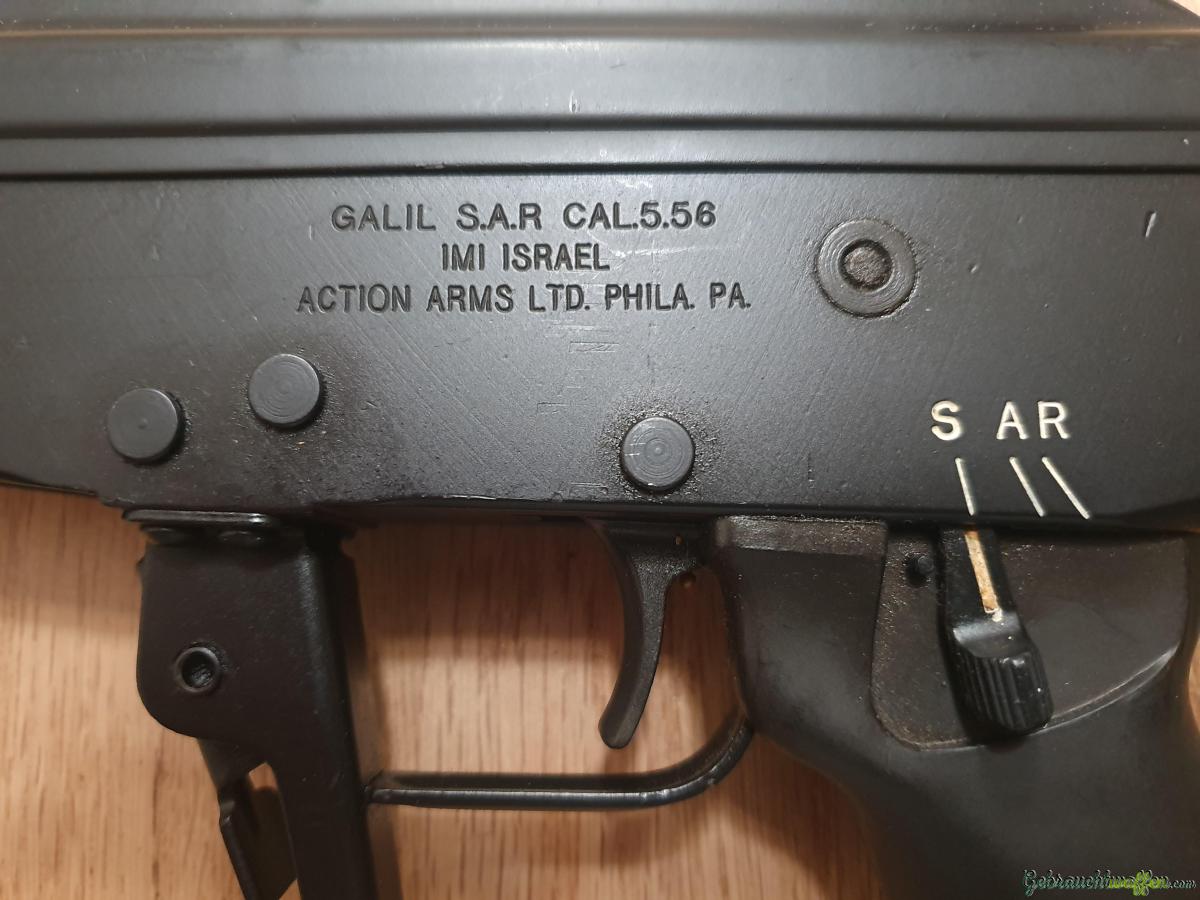 GALIL S.A.R CAL.5.56
IMI ISRAEL
ACTION ARMS LTD. PHILA. PA.
S AR
Gebrauchtwaffen.com